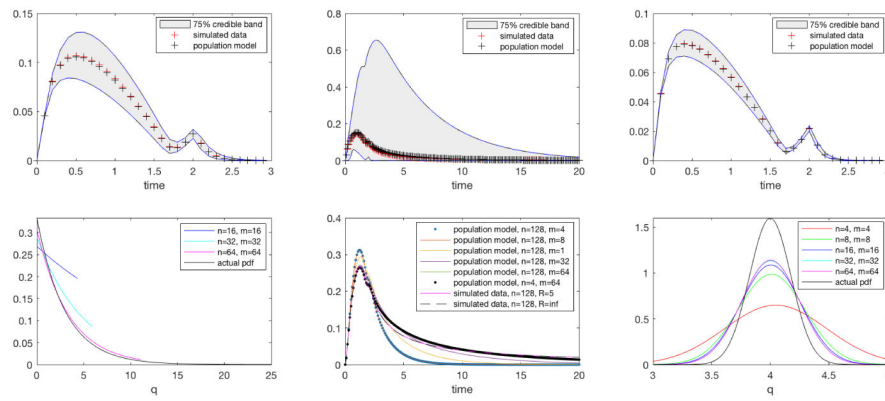 0.15
0.1
0.05
0
0 0.5 1 1.5 2 2.5 3
time
75% credible band
simulated data
population model
0.8
0.6
0.4
0.2
0
0 5 10 15 20
time
75% credible band
simulated data
population model
0.1
0.08
0.06
0.04
0.02
0
0 0.5 1 1.5 2 2.5 3
time
75% credible band
simulated data
population model
0.3
0.25
0.2
0.15
0.1
0.05
0
0 5 10 15 20 25
q
n=16, m=16
n=32, m=32
n=64, m=64
actual pdf
0.4
0.3
0.2
0.1
0
0 5 10 15 20
time
population model, n=128, m=4
population model, n=128, m=8
population model, n=128, m=1
population model, n=128, m=32
population model, n=128, m=64
population model, n=4, m=64
simulated data, n=128, R=5
simulated data, n=128, R=inf
1.5
1
0.5
0
3 3.5 4 4.5 5
q
n=4, m=4
n=8, m=8
n=16, m=16
n=32, m=32
n=64, m=64
actual pdf